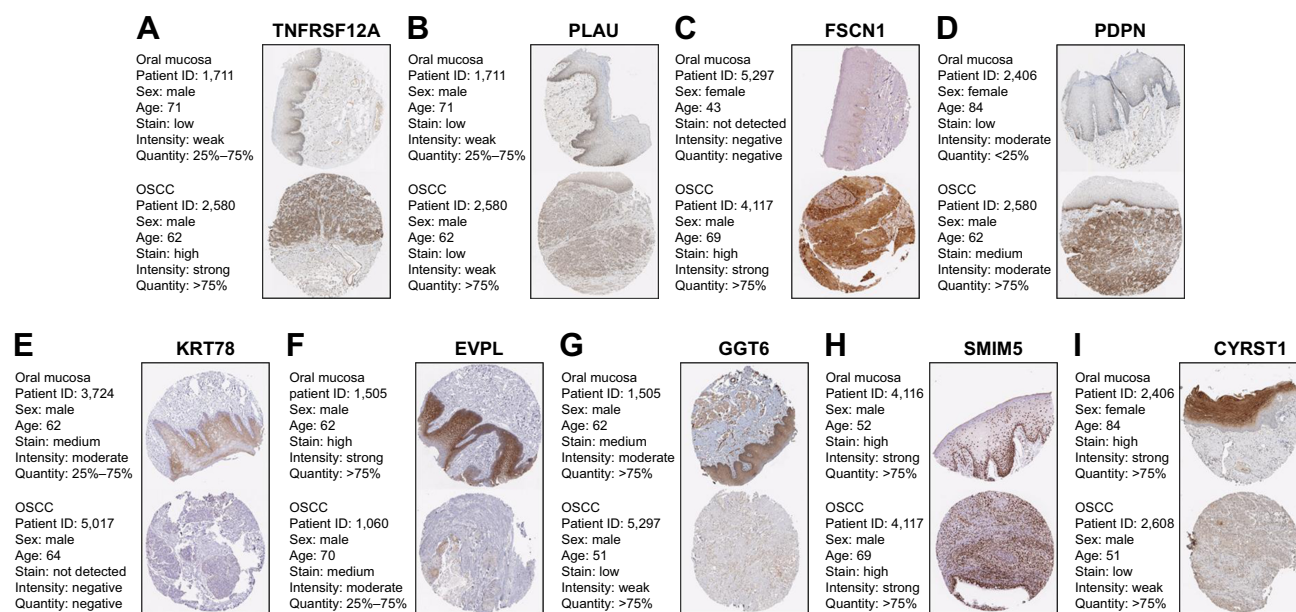 A
TNFRSF12A
Oral mucosa
Patient ID: 1,711
Sex: male
Age: 71
Stain: low
Intensity: weak
Quantity: 25%–75%
OSCC
Patient ID: 2,580
Sex: male
Age: 62
Stain: high
Intensity: strong
Quantity: >75%
B
PLAU
Oral mucosa
Patient ID: 1,711
Sex: male
Age: 71
Stain: low
Intensity: weak
Quantity: 25%–75%
OSCC
Patient ID: 2,580
Sex: male
Age: 62
Stain: low
Intensity: weak
Quantity: >75%
C
FSCN1
Oral mucosa
Patient ID: 5,297
Sex: female
Age: 43
Stain: not detected
Intensity: negative
Quantity: negative
OSCC
Patient ID: 4,117
Sex: male
Age: 69
Stain: high
Intensity: strong
Quantity: >75%
D
PDPN
Oral mucosa
Patient ID: 2,406
Sex: female
Age: 84
Stain: low
Intensity: moderate
Quantity: <25%
OSCC
Patient ID: 2,580
Sex: male
Age: 62
Stain: medium
Intensity: moderate
Quantity: >75%
E
KRT78
Oral mucosa
Patient ID: 3,724
Sex: male
Age: 62
Stain: medium
Intensity: moderate
Quantity: 25%–75%
OSCC
Patient ID: 5,017
Sex: male
Age: 64
Stain: not detected
Intensity: negative
Quantity: negative
F
EVPL
Oral mucosa
patient ID: 1,505
Sex: male
Age: 62
Stain: high
Intensity: strong
Quantity: >75%
OSCC
Patient ID: 1,060
Sex: male
Age: 70
Stain: medium
Intensity: moderate
Quantity: 25%–75%
G
GGT6
Oral mucosa
Patient ID: 1,505
Sex: male
Age: 62
Stain: medium
Intensity: moderate
Quantity: >75%
OSCC
Patient ID: 5,297
Sex: male
Age: 51
Stain: low
Intensity: weak
Quantity: >75%
H
SMIM5
Oral mucosa
Patient ID: 4,116
Sex: male
Age: 52
Stain: high
Intensity: strong
Quantity: >75%
OSCC
Patient ID: 4,117
Sex: male
Age: 69
Stain: high
Intensity: strong
Quantity: >75%
I
CYRST1
Oral mucosa
Patient ID: 2,406
Sex: female
Age: 84
Stain: high
Intensity: strong
Quantity: >75%
OSCC
Patient ID: 2,608
Sex: male
Age: 51
Stain: low
Intensity: weak
Quantity: >75%